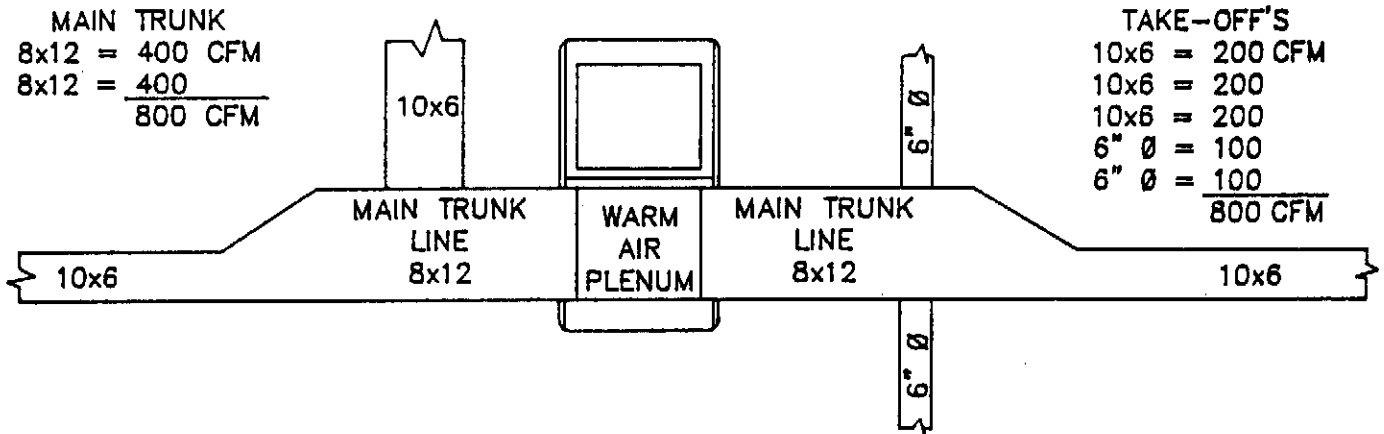 MAIN TRUNK
8x12 = 400 CFM
8x12 = 400
800 CFM
TAKE-OFF'S
10x6 = 200 CFM
10x6 = 200
10x6 = 200
6" Ø = 100
6" Ø = 100
800 CFM
10x6
6" Ø
MAIN TRUNK
LINE
8x12
WARM
AIR
PLENUM
MAIN TRUNK
LINE
8x12
10x6
10x6
6" Ø